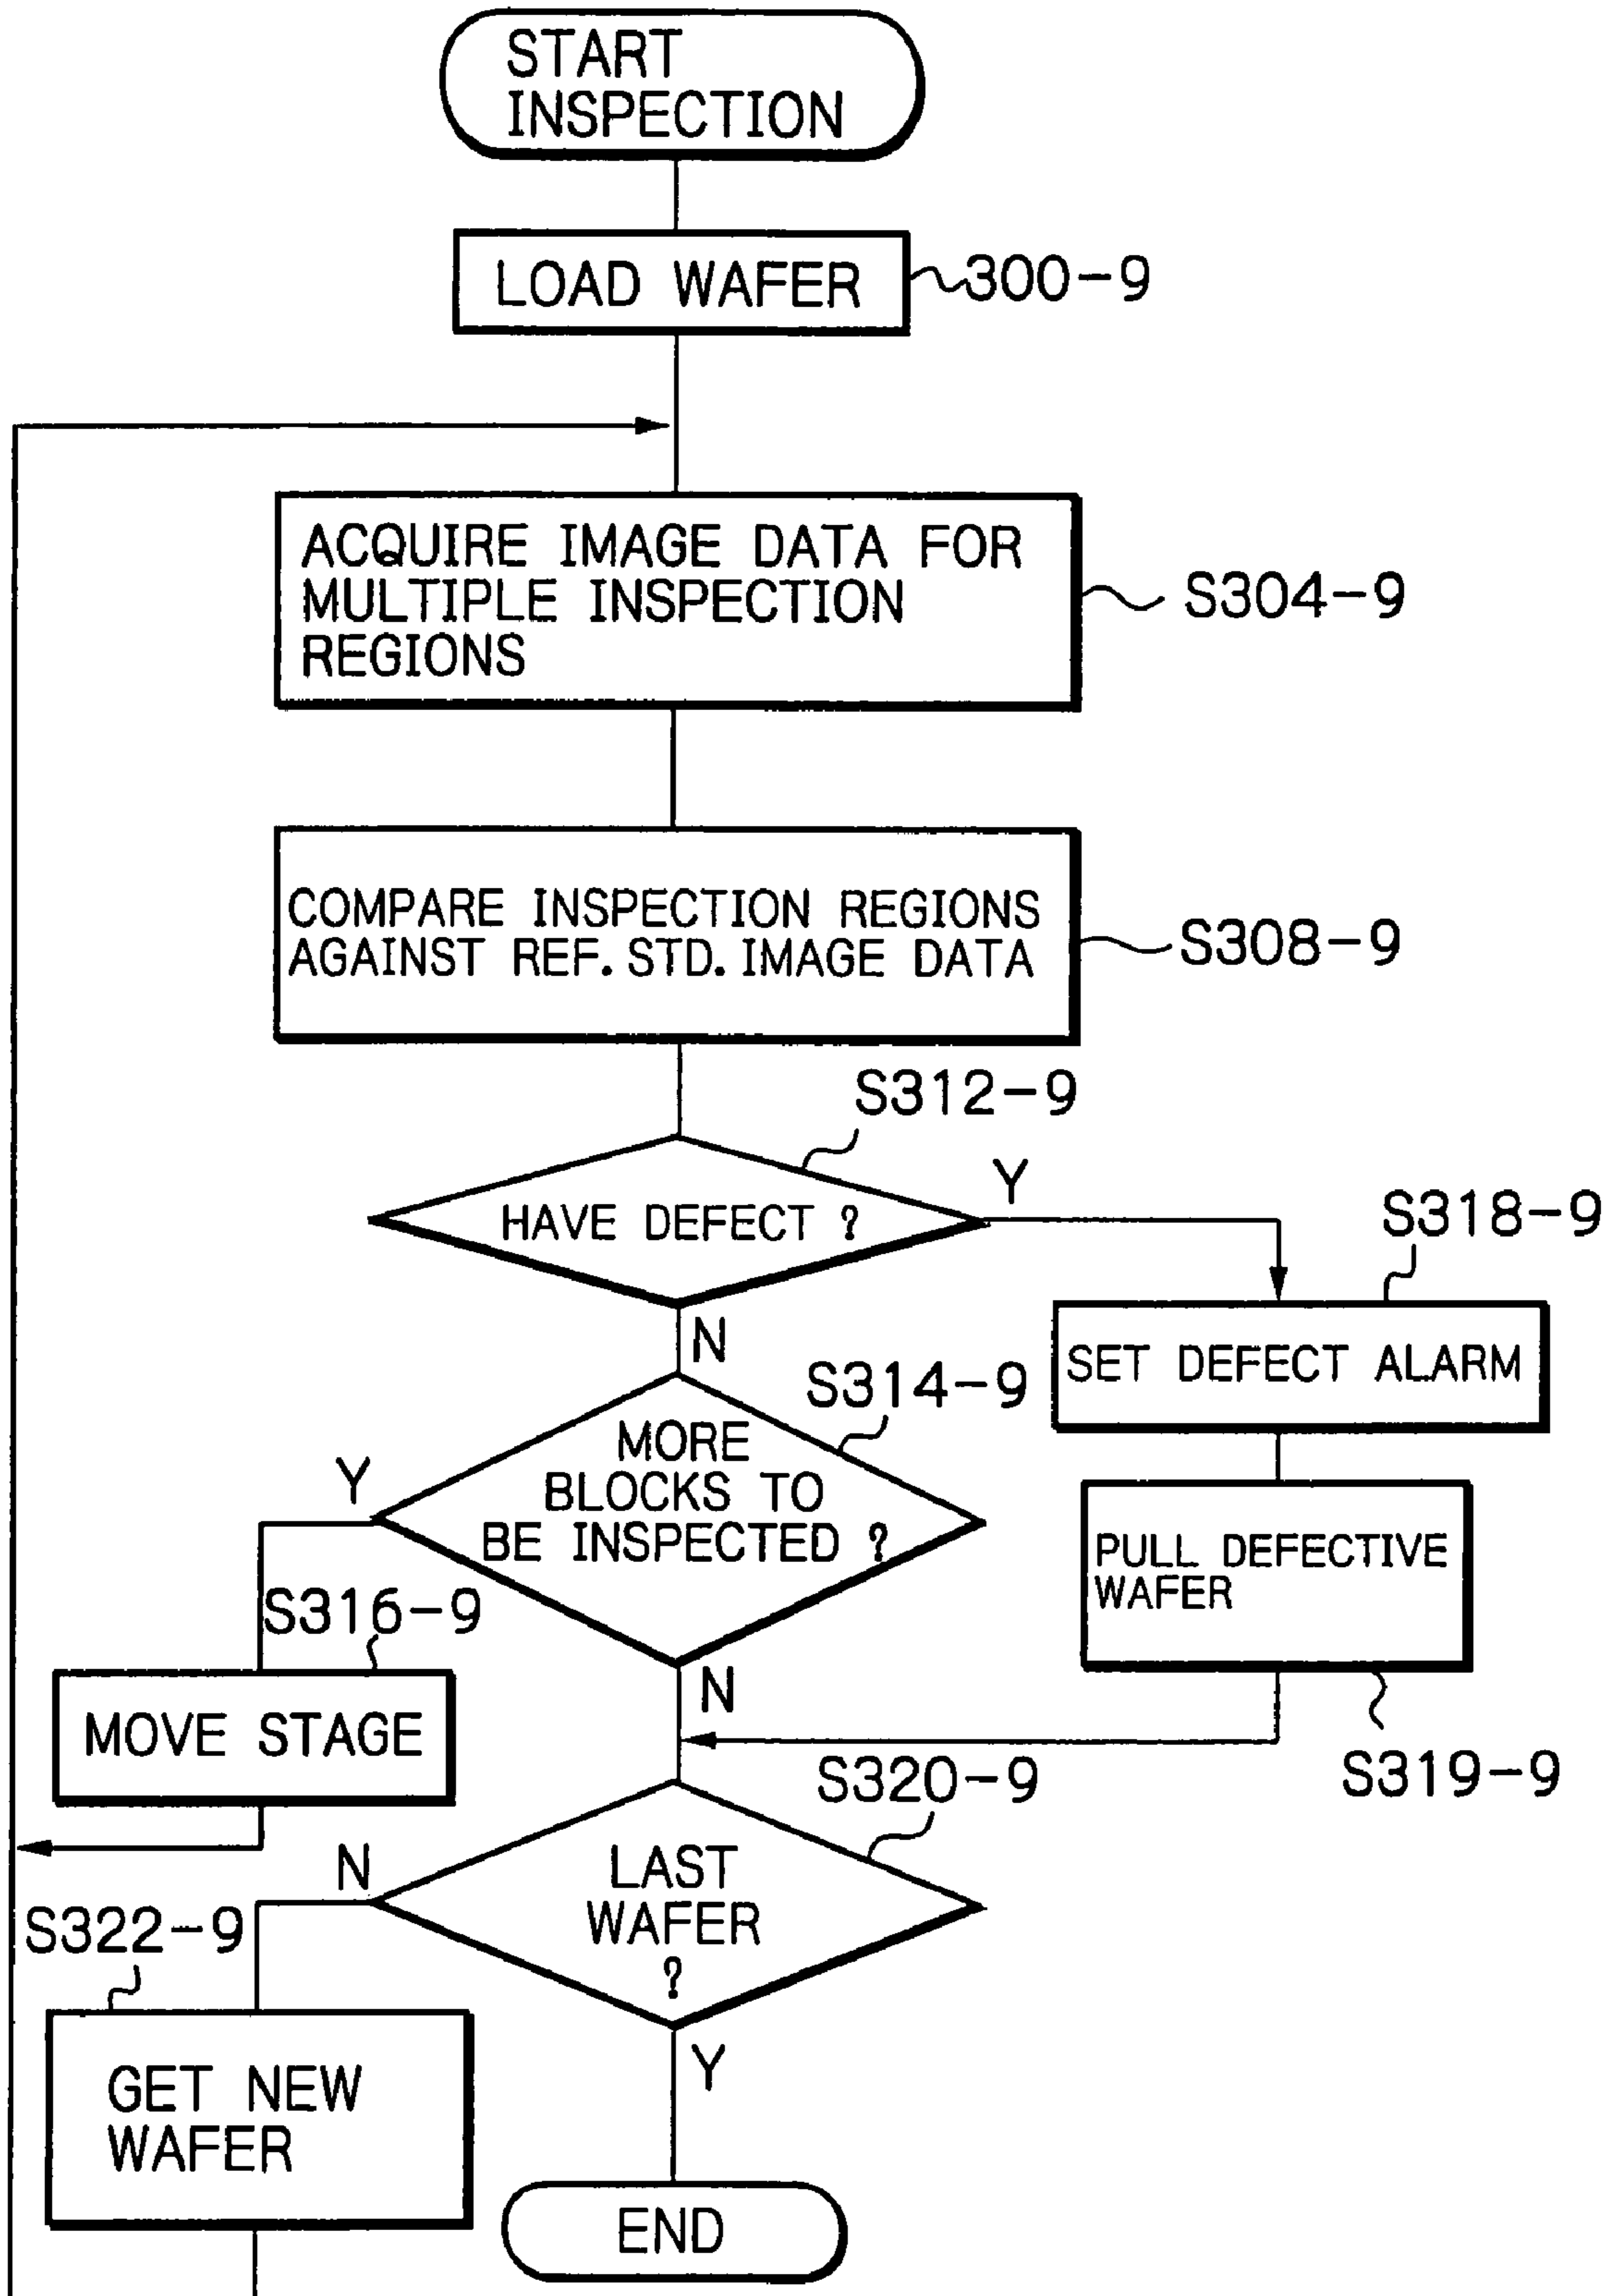 START
INSPECTION
LOAD WAFER
300-9
ACQUIRE IMAGE DATA FOR
MULTIPLE INSPECTION
REGIONS
S304-9
COMPARE INSPECTION REGIONS
AGAINST REF. STD. IMAGE DATA
S308-9
S312-9
HAVE DEFECT ?
Y
N
S318-9
SET DEFECT ALARM
S314-9
MORE
BLOCKS TO
BE INSPECTED ?
Y
N
PULL DEFECTIVE
WAFER
S319-9
S316-9
MOVE STAGE
S320-9
LAST
WAFER
?
N
Y
S322-9
GET NEW
WAFER
END